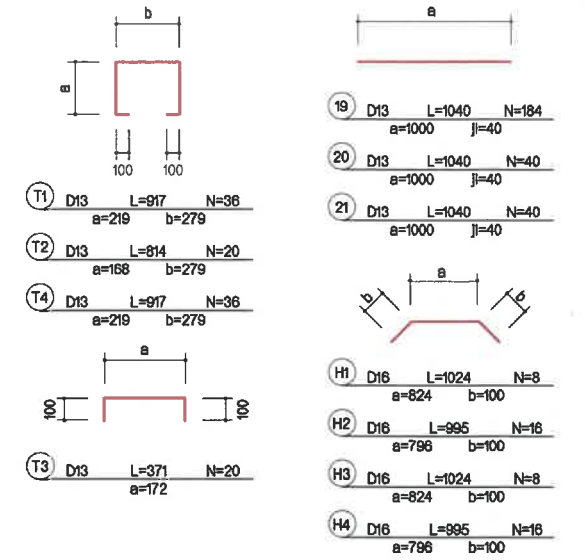 b
a
100 100
T1 D13 L=917 N=36
a=219 b=279
T2 D13 L=814 N=20
a=168 b=279
T4 D13 L=917 N=36
a=219 b=279
a
100 100
T3 D13 L=371 N=20
a=172
a
19 D13 L=1040 N=184
a=1000 jl=40
20 D13 L=1040 N=40
a=1000 jl=40
21 D13 L=1040 N=40
a=1000 jl=40
a
b b
H1 D16 L=1024 N=8
a=824 b=100
H2 D16 L=995 N=16
a=796 b=100
H3 D16 L=1024 N=8
a=824 b=100
H4 D16 L=995 N=16
a=796 b=100